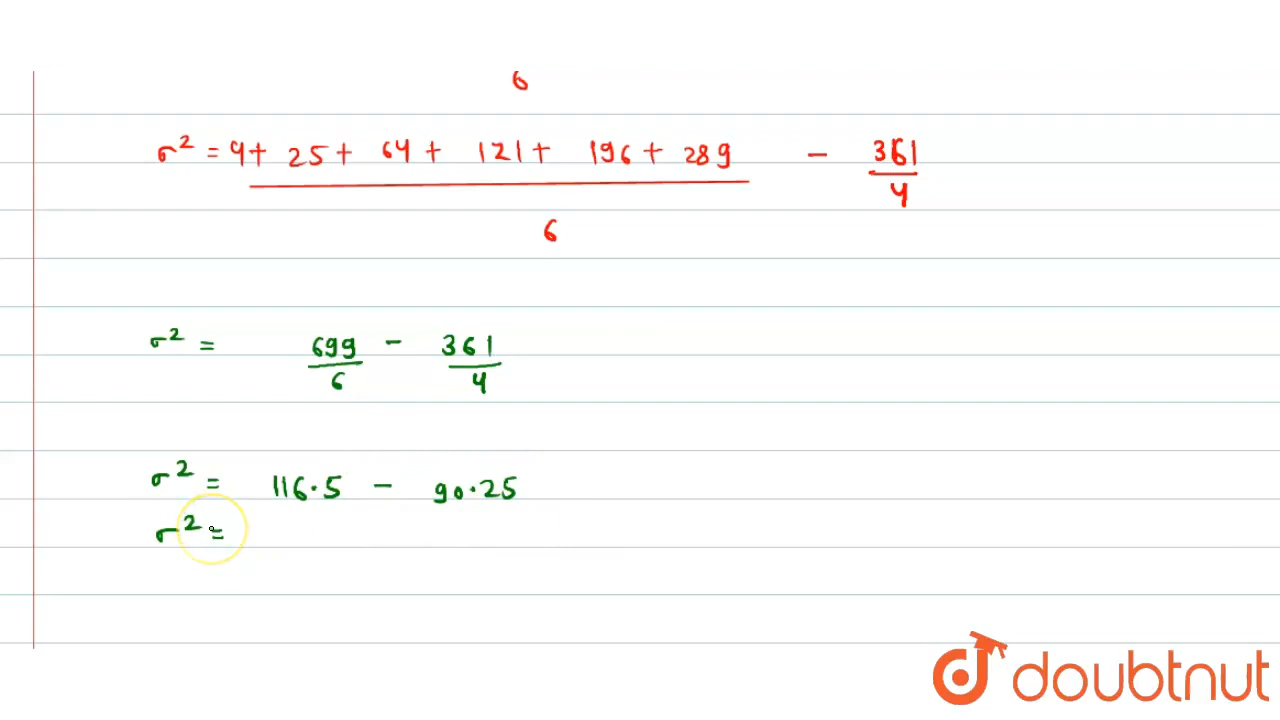 6
σ² = 4+ 25 + 64 + 121 + 196 + 289 - 361/4
6
σ² = 699/6 - 361/4
σ² = 116.5 - 90.25
σ² =
doubtnut